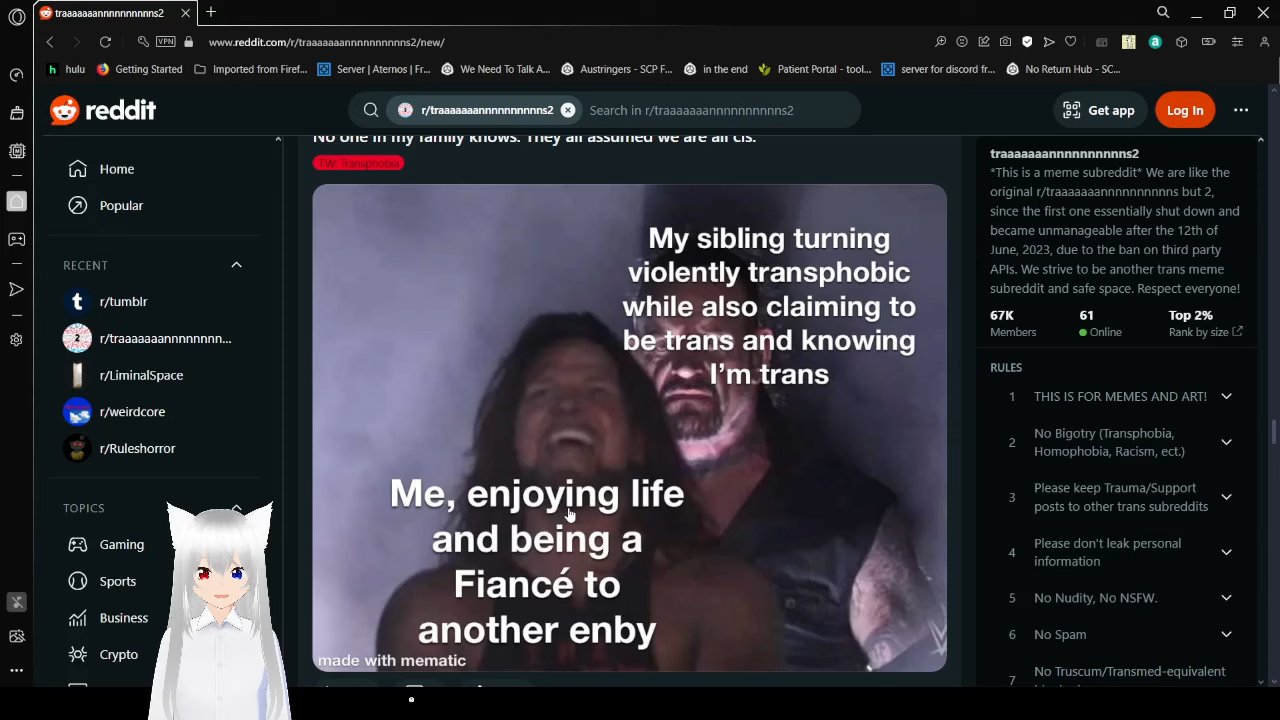 traaaaaaannnnnnnnnns2
VPN
www.reddit.com/r/traaaaaaannnnnnnnnns2/new/
hulu
Getting Started
Imported from Firef...
Server | Aternos | Fr...
We Need To Talk A...
Austringers - SCP F...
in the end
Patient Portal - tool...
server for discord fr...
No Return Hub - SC...
reddit
r/traaaaaaannnnnnnnnns2
Search in r/traaaaaaannnnnnnnnns2
Get app
Log In
Home
Popular
RECENT
r/tumblr
r/traaaaaaannnnnnn...
r/LiminalSpace
r/weirdcore
r/Ruleshorror
TOPICS
Gaming
Sports
Business
Crypto
No one in my family knows. They all assumed we are all cis.
TW: Transphobia
My sibling turning
violently transphobic
while also claiming to
be trans and knowing
I'm trans
Me, enjoying life
and being a
Fiancé to
another enby
made with mematic
traaaaaaannnnnnnnnns2
*This is a meme subreddit* We are like the
original r/traaaaaaannnnnnnnnns but 2,
since the first one essentially shut down and
became unmanageable after the 12th of
June, 2023, due to the ban on third party
APIs. We strive to be another trans meme
subreddit and safe space. Respect everyone!
67K
Members
61
Online
Top 2%
Rank by size
RULES
1 THIS IS FOR MEMES AND ART!
2 No Bigotry (Transphobia,
Homophobia, Racism, ect.)
3 Please keep Trauma/Support
posts to other trans subreddits
4 Please don't leak personal
information
5 No Nudity, No NSFW.
6 No Spam
7 No Truscum/Transmed-equivalent